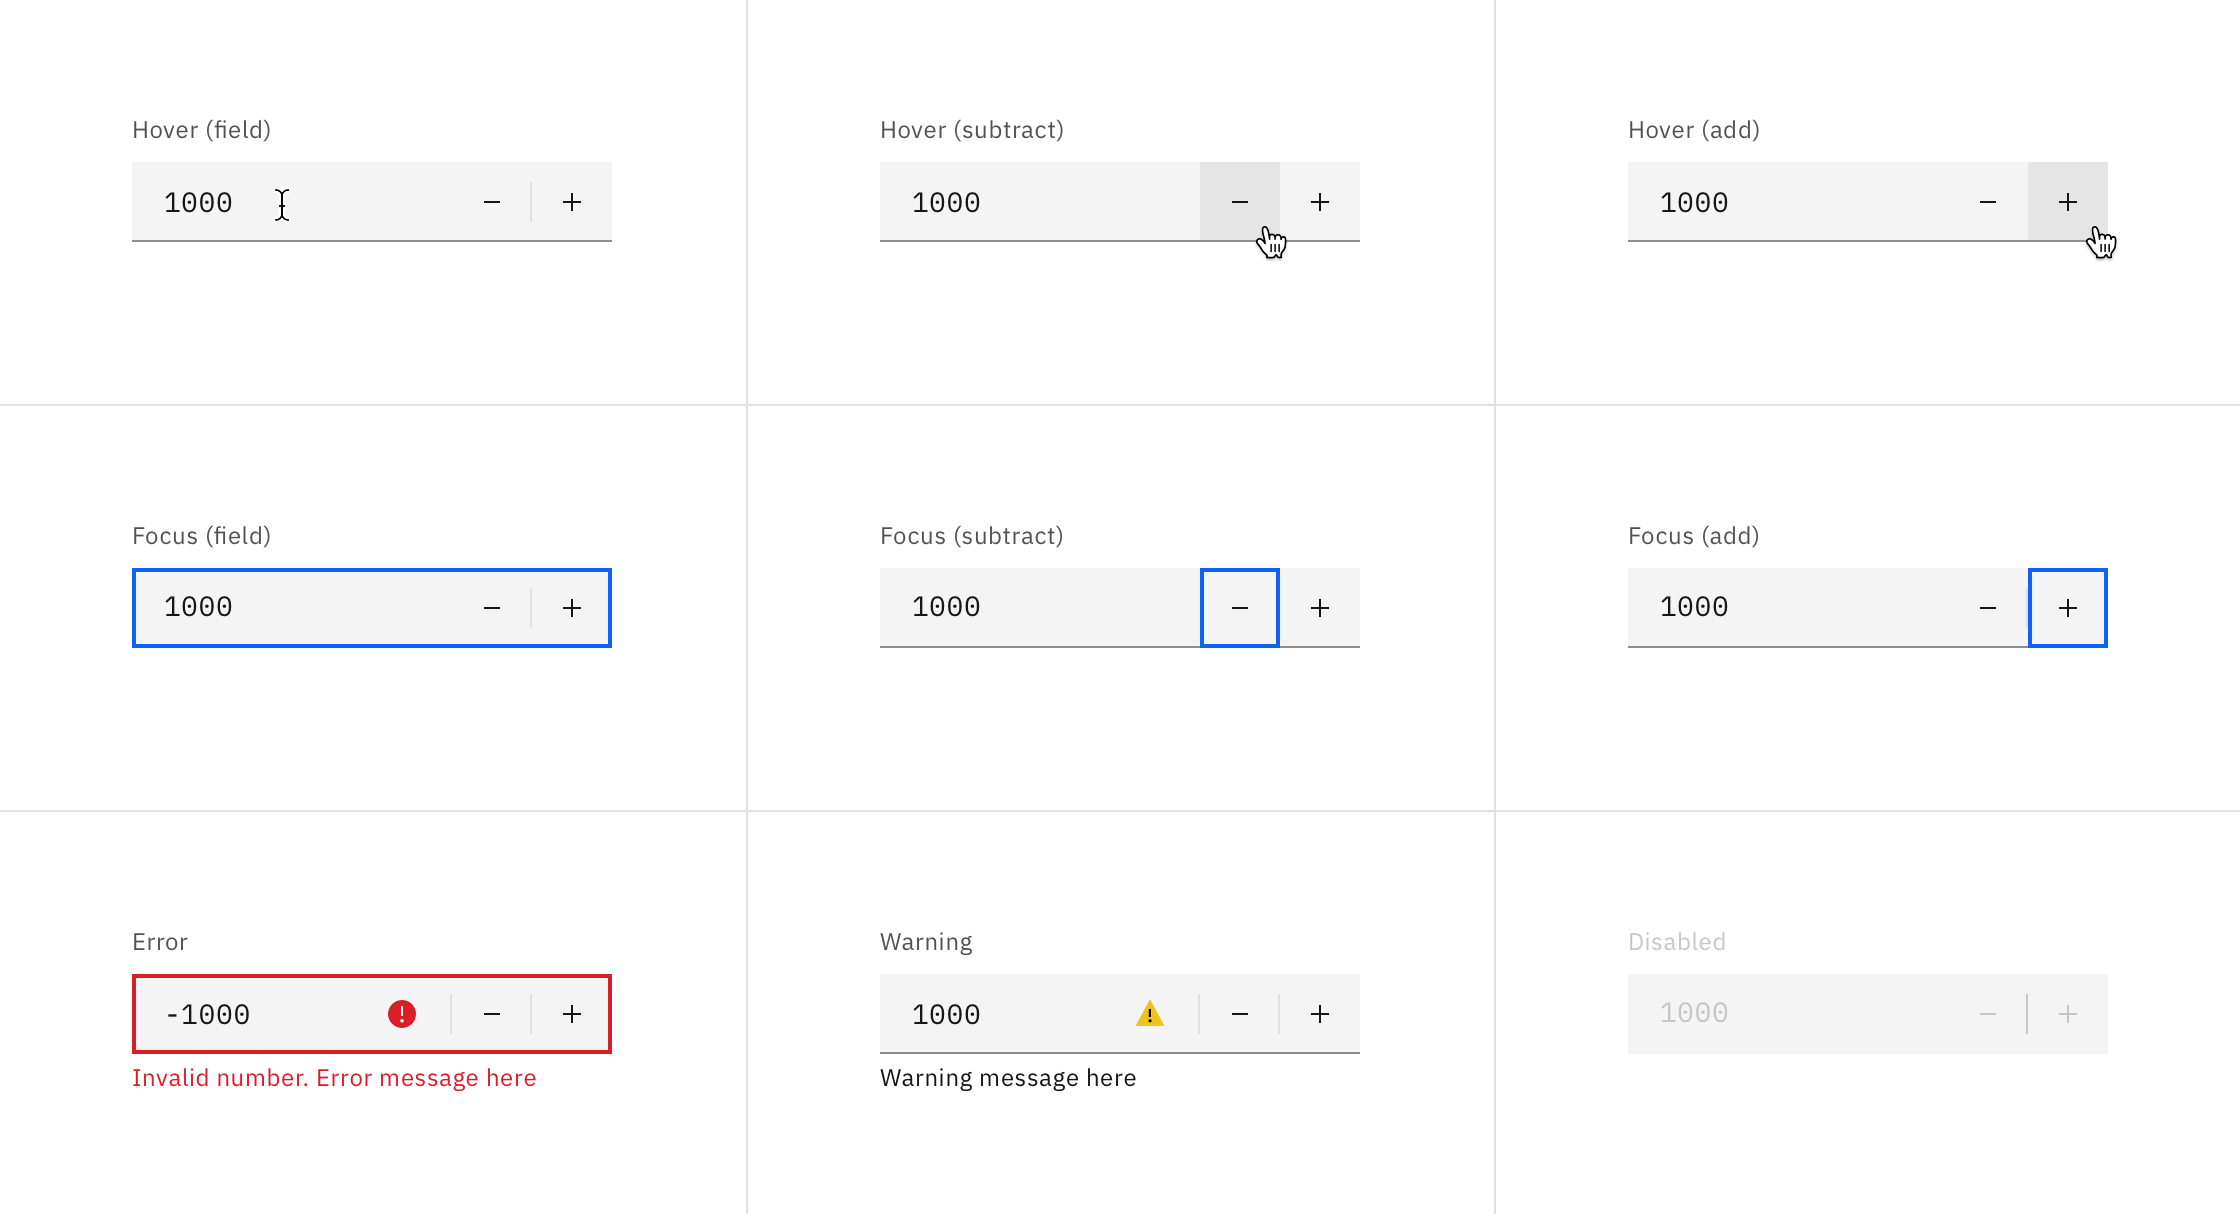 Hover (field)
1000 − +
Hover (subtract)
1000 − +
Hover (add)
1000 − +
Focus (field)
1000 − +
Focus (subtract)
1000 − +
Focus (add)
1000 − +
Error
-1000 ! − +
Invalid number. Error message here
Warning
1000 ! − +
Warning message here
Disabled
1000 − +